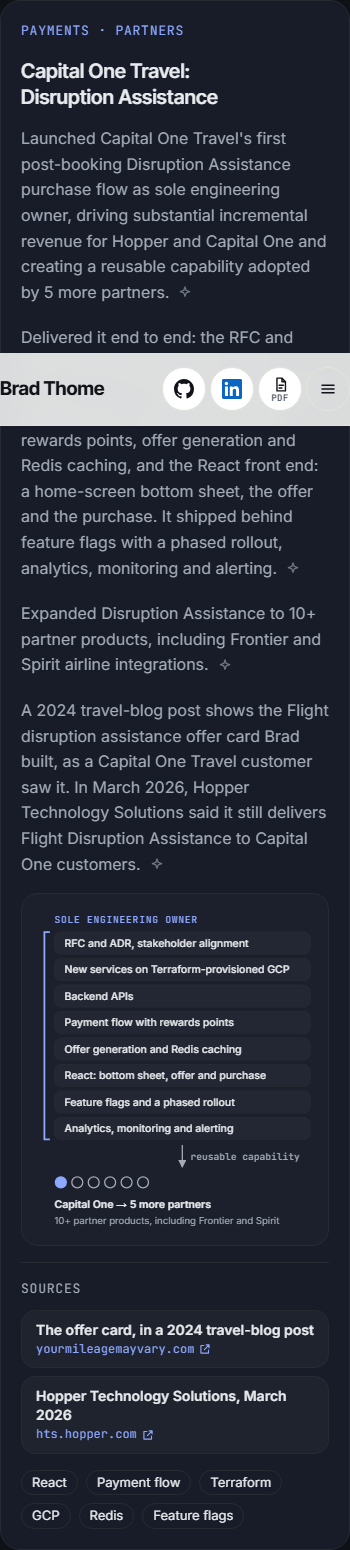 PAYMENTS · PARTNERS
Capital One Travel:
Disruption Assistance
Launched Capital One Travel's first
post-booking Disruption Assistance
purchase flow as sole engineering
owner, driving substantial incremental
revenue for Hopper and Capital One and
creating a reusable capability adopted
by 5 more partners.
Delivered it end to end: the RFC and
Brad Thome
PDF
rewards points, offer generation and
Redis caching, and the React front end:
a home-screen bottom sheet, the offer
and the purchase. It shipped behind
feature flags with a phased rollout,
analytics, monitoring and alerting.
Expanded Disruption Assistance to 10+
partner products, including Frontier and
Spirit airline integrations.
A 2024 travel-blog post shows the Flight
disruption assistance offer card Brad
built, as a Capital One Travel customer
saw it. In March 2026, Hopper
Technology Solutions said it still delivers
Flight Disruption Assistance to Capital
One customers.
SOLE ENGINEERING OWNER
RFC and ADR, stakeholder alignment
New services on Terraform-provisioned GCP
Backend APIs
Payment flow with rewards points
Offer generation and Redis caching
React: bottom sheet, offer and purchase
Feature flags and a phased rollout
Analytics, monitoring and alerting
reusable capability
Capital One → 5 more partners
10+ partner products, including Frontier and Spirit
SOURCES
The offer card, in a 2024 travel-blog post
yourmileagemayvary.com
Hopper Technology Solutions, March
2026
hts.hopper.com
React
Payment flow
Terraform
GCP
Redis
Feature flags